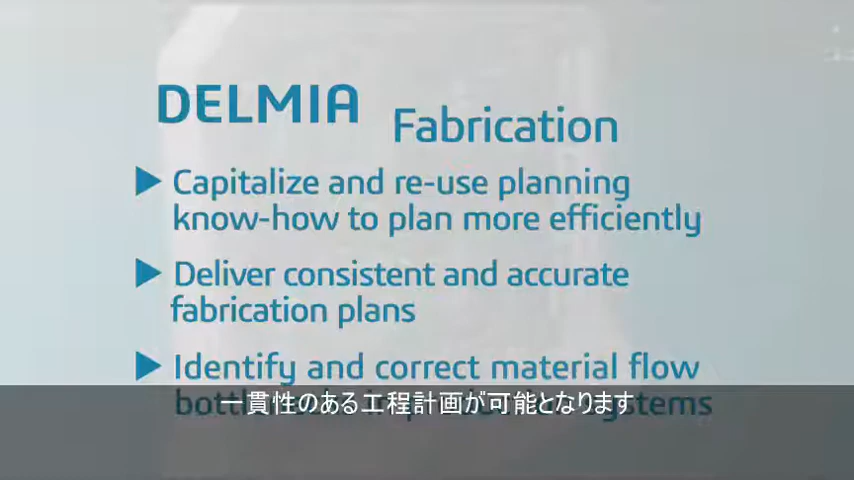 DELMIA Fabrication
▶ Capitalize and re-use planning
know-how to plan more efficiently
▶ Deliver consistent and accurate
fabrication plans
▶ Identify and correct material flow
一貫性のある工程計画が可能となります